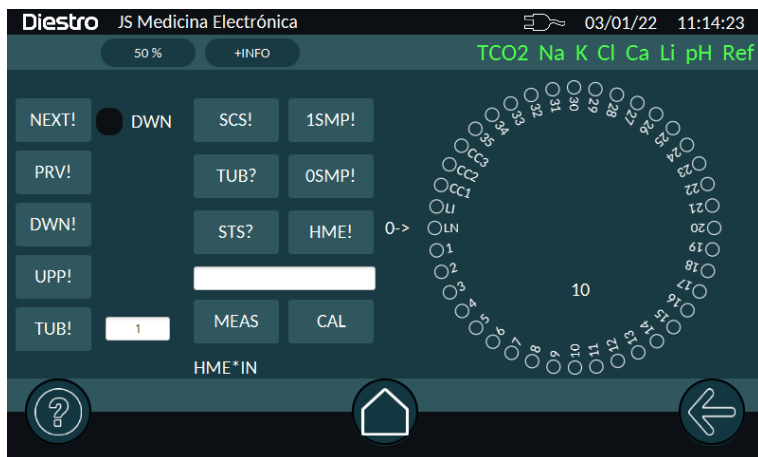 Diestro JS Medicina Electrónica 03/01/22 11:14:23
50 % +INFO TCO2 Na K Cl Ca Li pH Ref
NEXT! DWN SCS! 1SMP!
PRV! TUB? 0SMP!
DWN! STS? HME! 0->
UPP!
TUB! 1 MEAS CAL
HME*IN
LN
LI
CC1
CC2
CC3
35
34
33
32
31
30
29
28
27
26
25
24
23
22
21
20
19
18
17
16
15
14
13
12
11
10
9
8
7
6
5
4
3
2
1
10
?